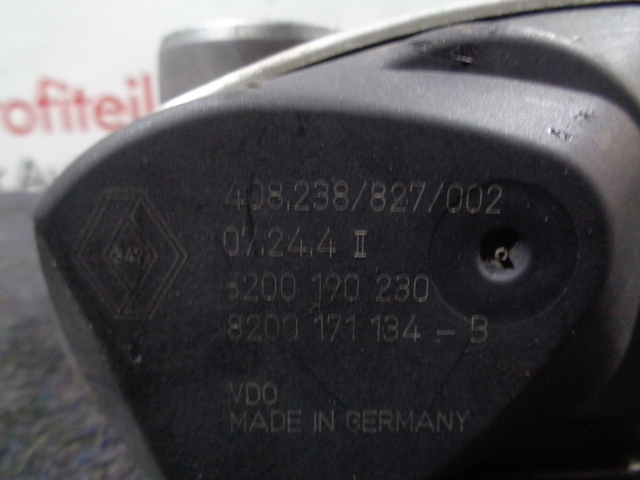 rofiteil
408.238/827/002
07.24.4 II
8200 190 230
8200 171 134 - B
VDO
MADE IN GERMANY